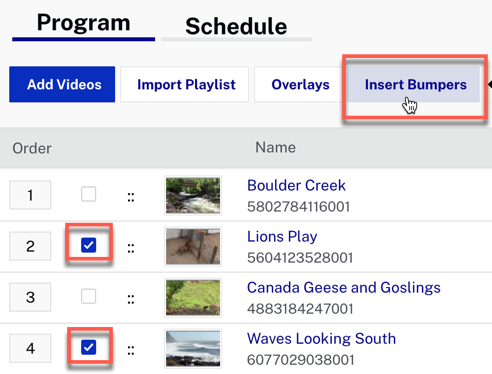 Program Schedule
Add Videos Import Playlist Overlays Insert Bumpers
Order Name
1 :: Boulder Creek
5802784116001
2 :: Lions Play
5604123528001
3 :: Canada Geese and Goslings
4883184247001
4 :: Waves Looking South
6077029038001